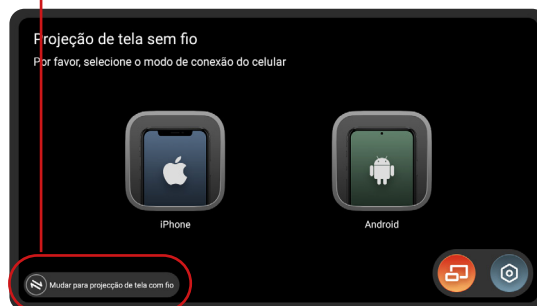 Projeção de tela sem fio
Por favor, selecione o modo de conexão do celular
iPhone
Android
Mudar para projecção de tela com fio